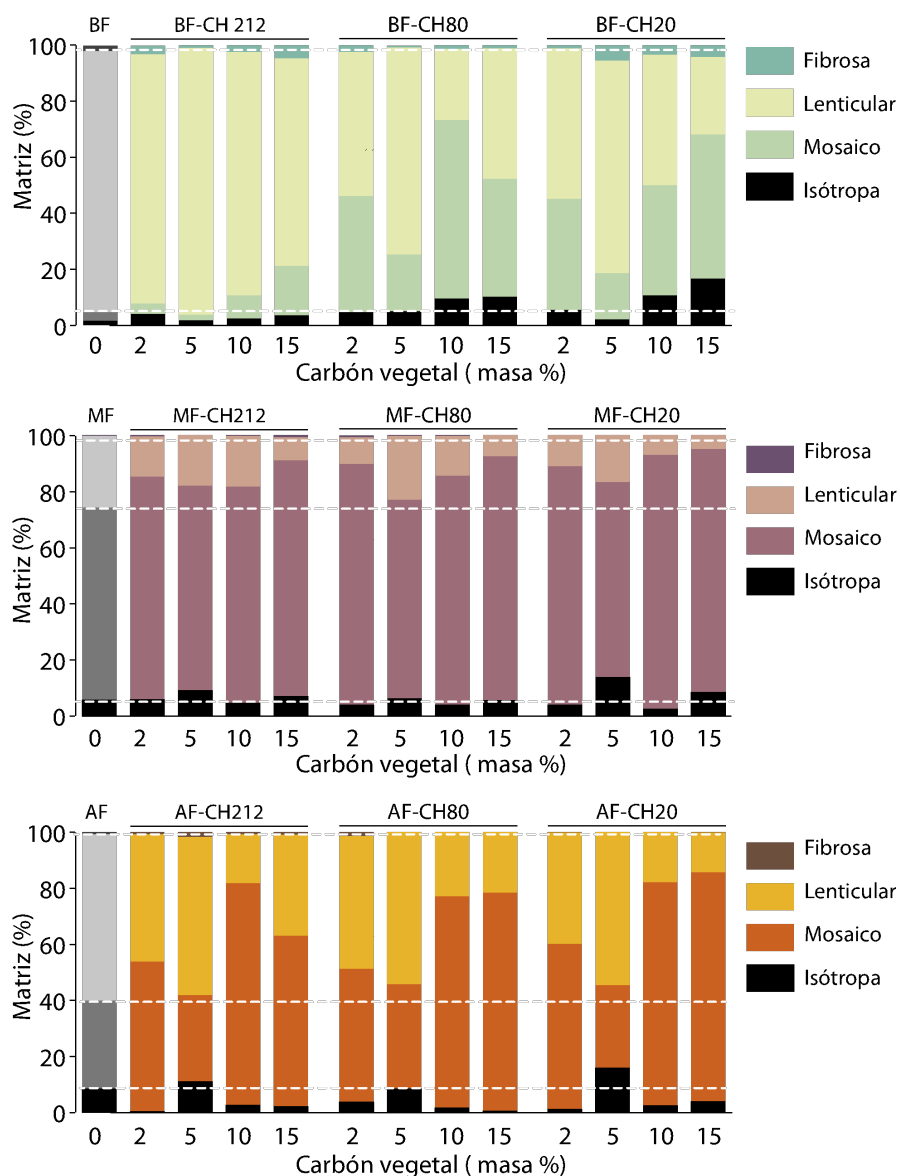 BF BF-CH 212 BF-CH80 BF-CH20
100
80
60
40
20
0
Matriz (%)
Fibrosa
Lenticular
Mosaico
Isótropa
0 2 5 10 15 2 5 10 15 2 5 10 15
Carbón vegetal ( masa %)
MF MF-CH212 MF-CH80 MF-CH20
100
80
60
40
20
0
Matriz (%)
Fibrosa
Lenticular
Mosaico
Isótropa
0 2 5 10 15 2 5 10 15 2 5 10 15
Carbón vegetal ( masa %)
AF AF-CH212 AF-CH80 AF-CH20
100
80
60
40
20
0
Matriz (%)
Fibrosa
Lenticular
Mosaico
Isótropa
0 2 5 10 15 2 5 10 15 2 5 10 15
Carbón vegetal ( masa %)